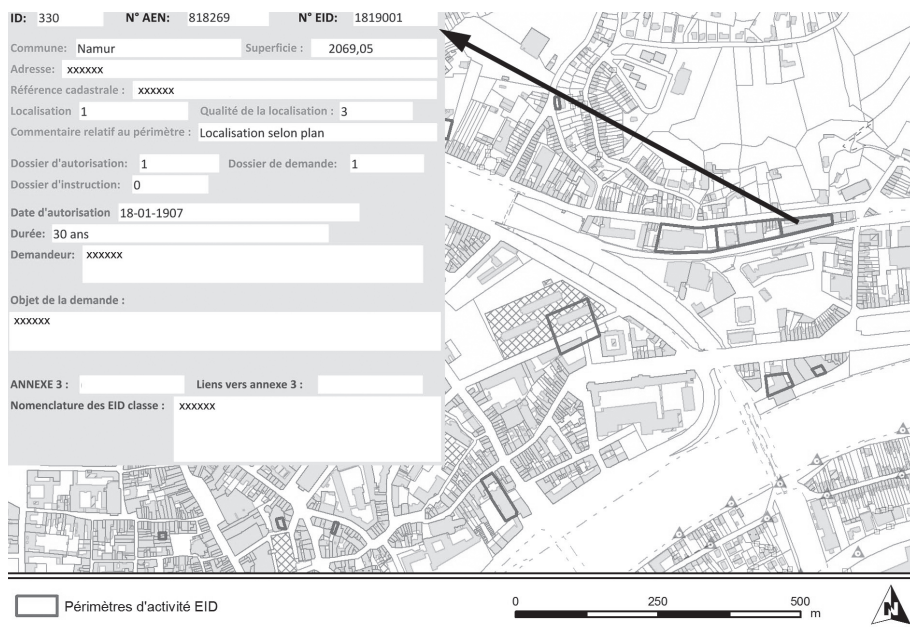 ID: 330 N° AEN: 818269 N° EID: 1819001
Commune: Namur Superficie : 2069,05
Adresse: xxxxxx
Référence cadastrale : xxxxxx
Localisation 1 Qualité de la localisation : 3
Commentaire relatif au périmètre : Localisation selon plan
Dossier d'autorisation: 1 Dossier de demande: 1
Dossier d'instruction: 0
Date d'autorisation 18-01-1907
Durée: 30 ans
Demandeur: xxxxxx
Objet de la demande :
xxxxxx
ANNEXE 3 : Liens vers annexe 3 :
Nomenclature des EID classe : xxxxxx
Périmètres d'activité EID
0 250 500
m
N